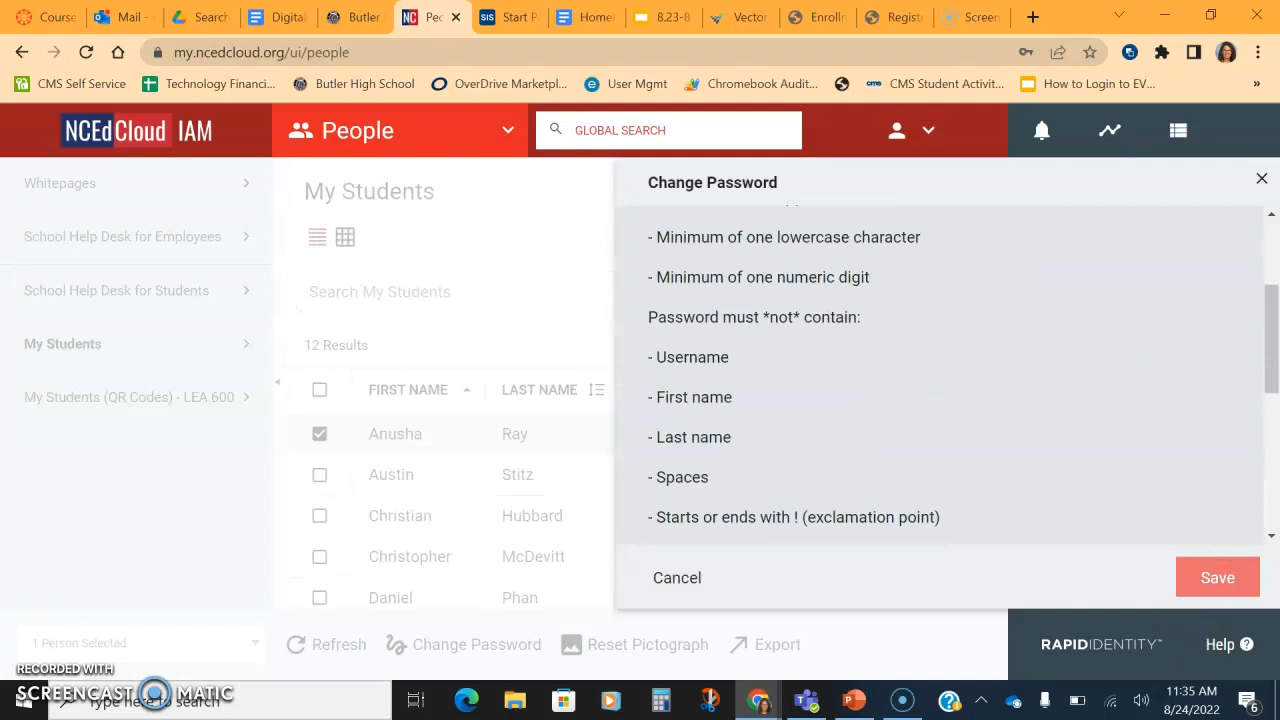 Mail -
Search
Digital
Butler
Pec
SIS
Start P
Home
8.23-8
Vector
Enroll
Regist
Screen
my.ncedcloud.org/ui/people
CMS Self Service
Technology Financi...
Butler High School
OverDrive Marketpl...
User Mgmt
Chromebook Audit...
cms CMS Student Activit...
How to Login to EV...
»
NCEdCloud IAM
People
GLOBAL SEARCH
Whitepages
School Help Desk for Employees
School Help Desk for Students
My Students
My Students (QR Codes) - LEA 600
My Students
Search My Students
12 Results
FIRST NAME LAST NAME
Anusha Ray
Austin Stitz
Christian Hubbard
Christopher McDevitt
Daniel Phan
Change Password
- Minimum of one lowercase character
- Minimum of one numeric digit
Password must *not* contain:
- Username
- First name
- Last name
- Spaces
- Starts or ends with ! (exclamation point)
Cancel
Save
1 Person Selected
Refresh
Change Password
Reset Pictograph
Export
RAPIDIDENTITY™
Help ?
RECORDED WITH
SCREENCAST MATIC
Type here to search
11:35 AM
8/24/2022
6